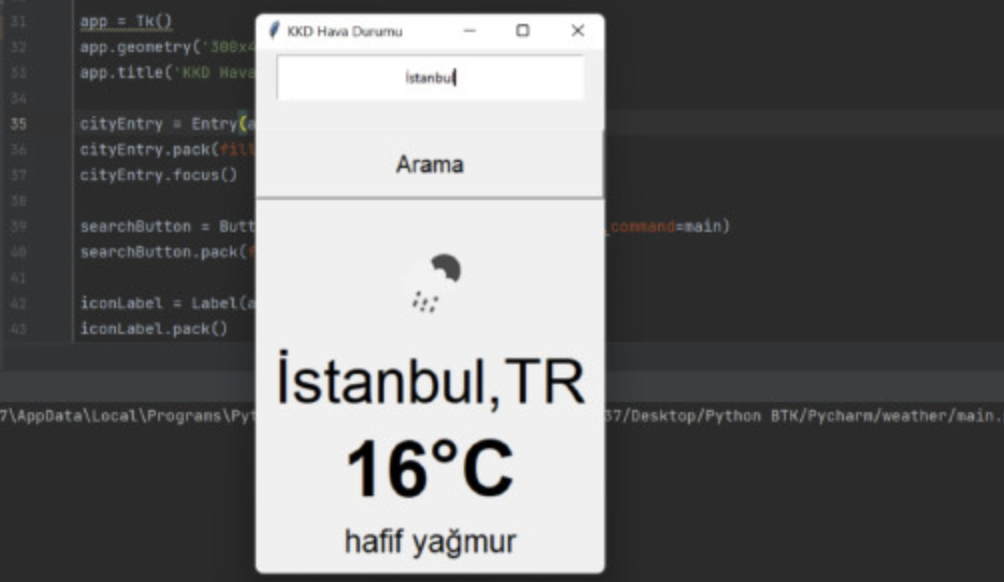 KKD Hava Durumu
İstanbul
Arama
İstanbul,TR
16°C
hafif yağmur
31 app = Tk()
32 app.geometry('300x4
33 app.title('KKD Hava
34
35 cityEntry = Entry(a
36 cityEntry.pack(fill
37 cityEntry.focus()
38
39 searchButton = Butt command=main)
40 searchButton.pack(f
41
42 iconLabel = Label(a
43 iconLabel.pack()
7\AppData\Local\Programs\Pyt 37/Desktop/Python BTK/Pycharm/weather/main.